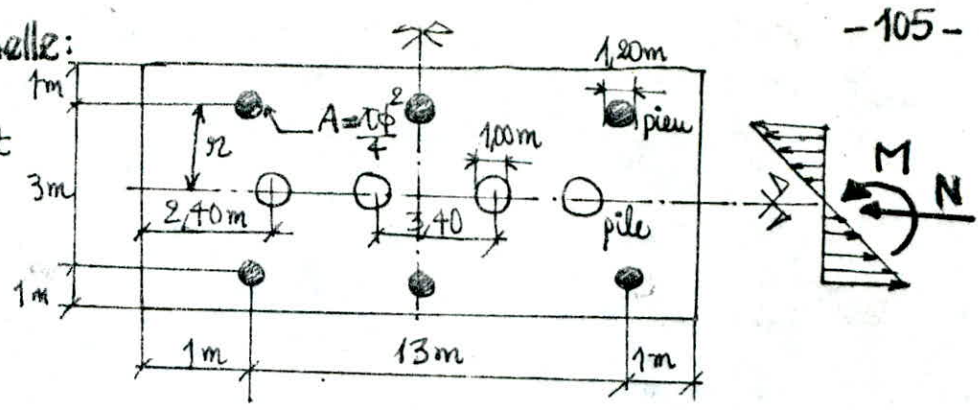 -105-
elle:
1,20m
1m
A=πφ²/4
pieu
t
r
1,00m
M
N
3m
2,40m
3,40
pile
1m
1m
13m
1m